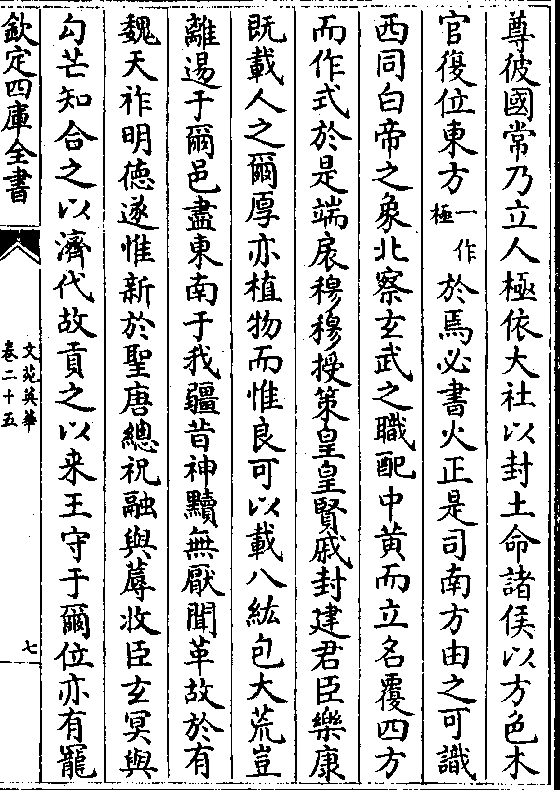 尊彼國常乃立人極依大社以封土命諸侯以方色木
官復位東方一作極於焉必書火正是司南方由之可識
西同白帝之象北察玄武之職配中黄而立名覆四方
而作式於是端扆穆穆授策皇皇賢戚封建君臣樂康
既載人之爾厚亦植物而惟良可以載八紘包大荒豈
離逷于爾邑盡東南于我疆昔神黷無厭聞革故於有
魏天祚明德遂惟新於聖唐總祝融與蓐收臣玄冥與
勾芒知合之以濟代故貢之以来王守于爾位亦有寵
欽定四庫全書
文苑英華
卷二十五
七